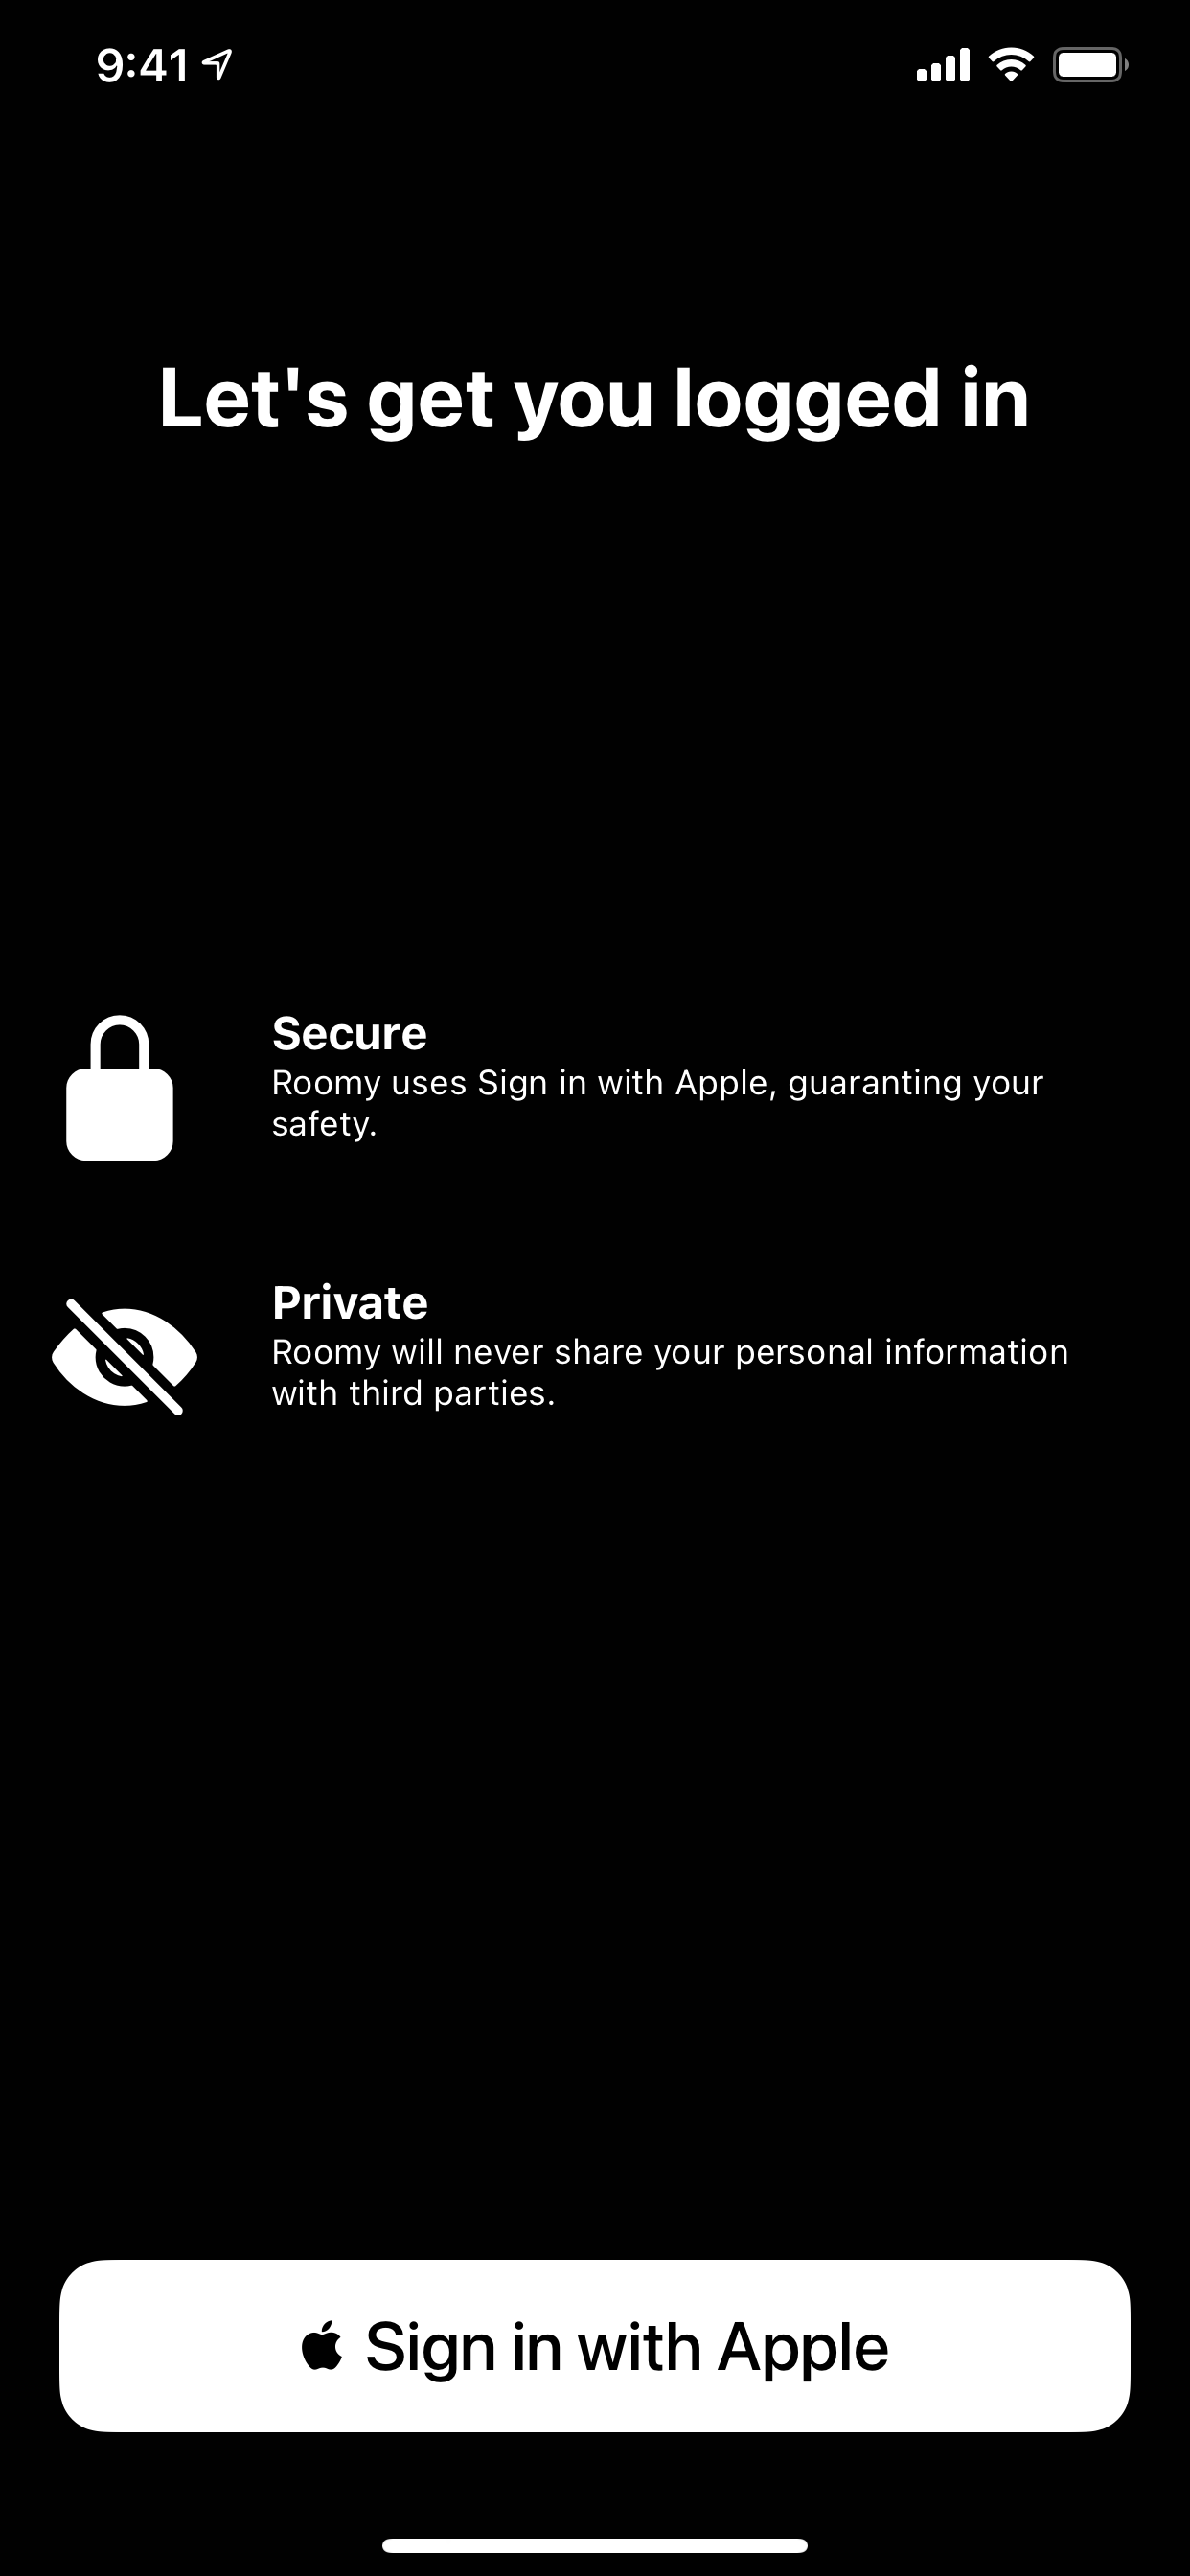 9:41
Let's get you logged in
Secure
Roomy uses Sign in with Apple, guaranting your
safety.
Private
Roomy will never share your personal information
with third parties.
Sign in with Apple